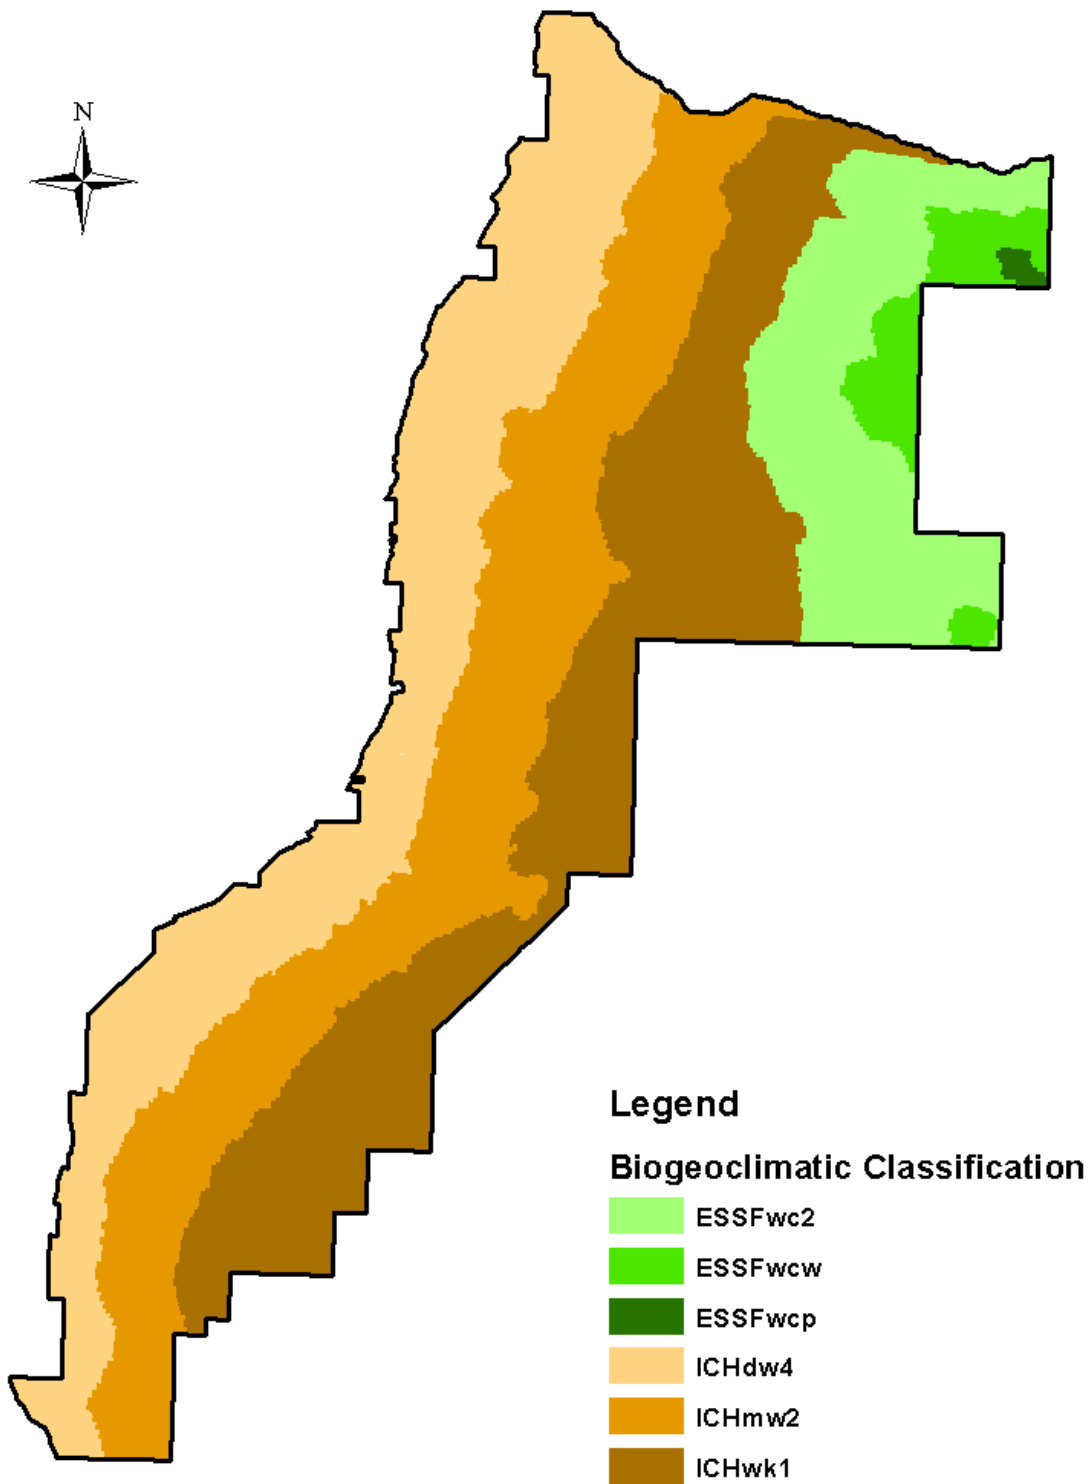 N
Legend
Biogeoclimatic Classification
ESSFwc2
ESSFwcw
ESSFwcp
ICHdw4
ICHmw2
ICHwk1